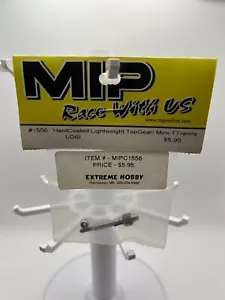 MIP
Race With US
www.miponline.com
#1556 HardCoated Lightweight TopGear: Mini-T Tranny
LOSI $5.95
ITEM # - MIPC1556
PRICE - $5.95
EXTREME HOBBY